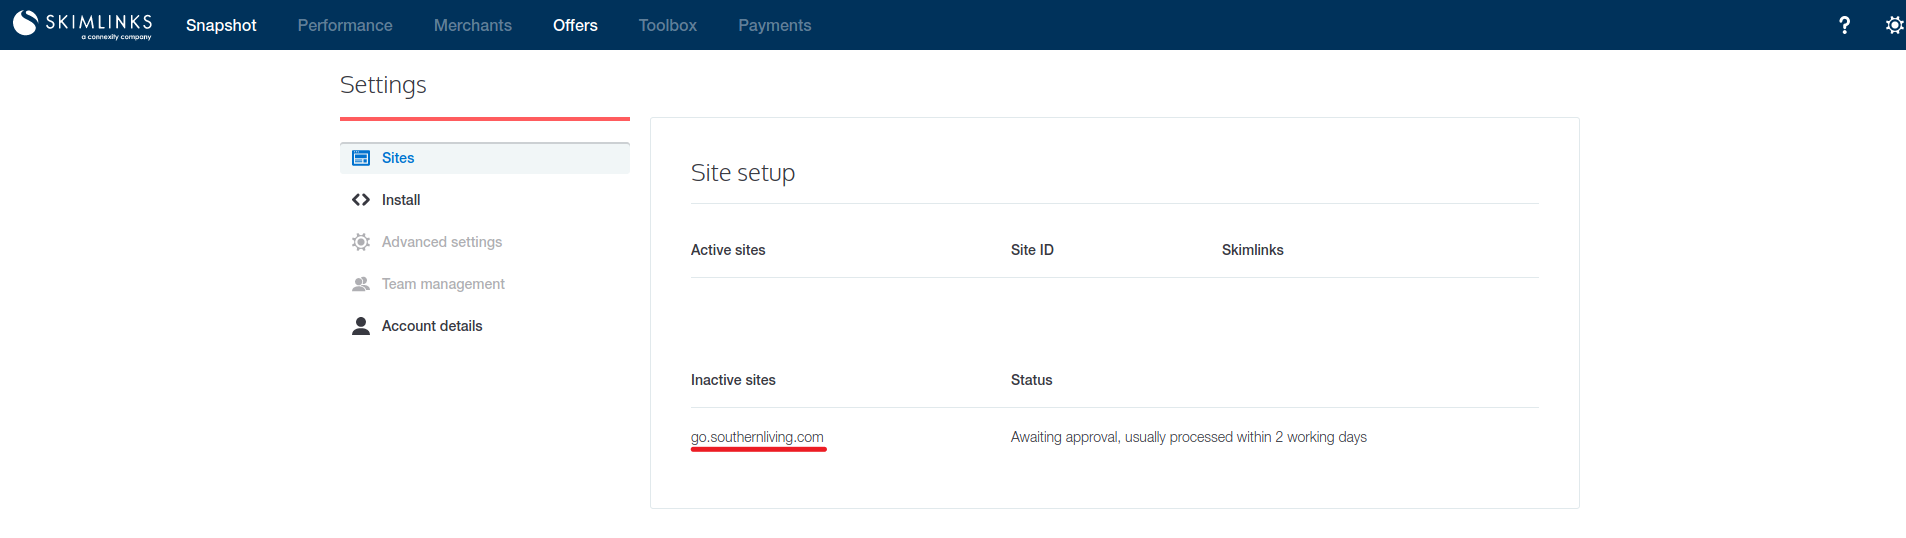 SKIMLINKS
a connexity company
Snapshot Performance Merchants Offers Toolbox Payments ?
Settings
Sites
Install
Advanced settings
Team management
Account details
Site setup
Active sites Site ID Skimlinks
Inactive sites Status
go.southernliving.com Awaiting approval, usually processed within 2 working days